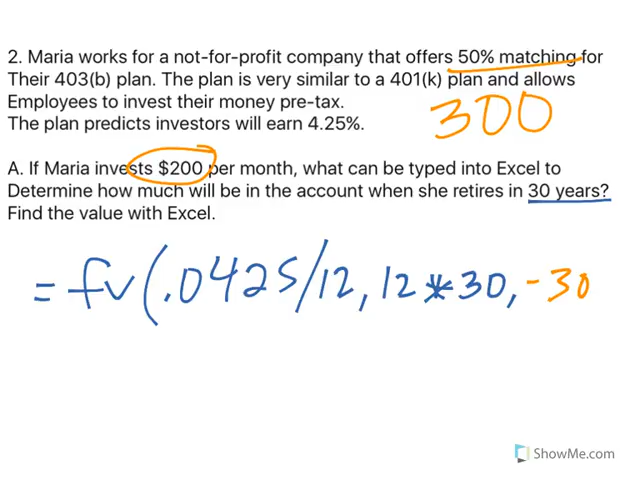 2. Maria works for a not-for-profit company that offers 50% matching for
Their 403(b) plan. The plan is very similar to a 401(k) plan and allows
Employees to invest their money pre-tax.
The plan predicts investors will earn 4.25%.
300
A. If Maria invests $200 per month, what can be typed into Excel to
Determine how much will be in the account when she retires in 30 years?
Find the value with Excel.
= fv(.0425/12, 12*30, -30
ShowMe.com